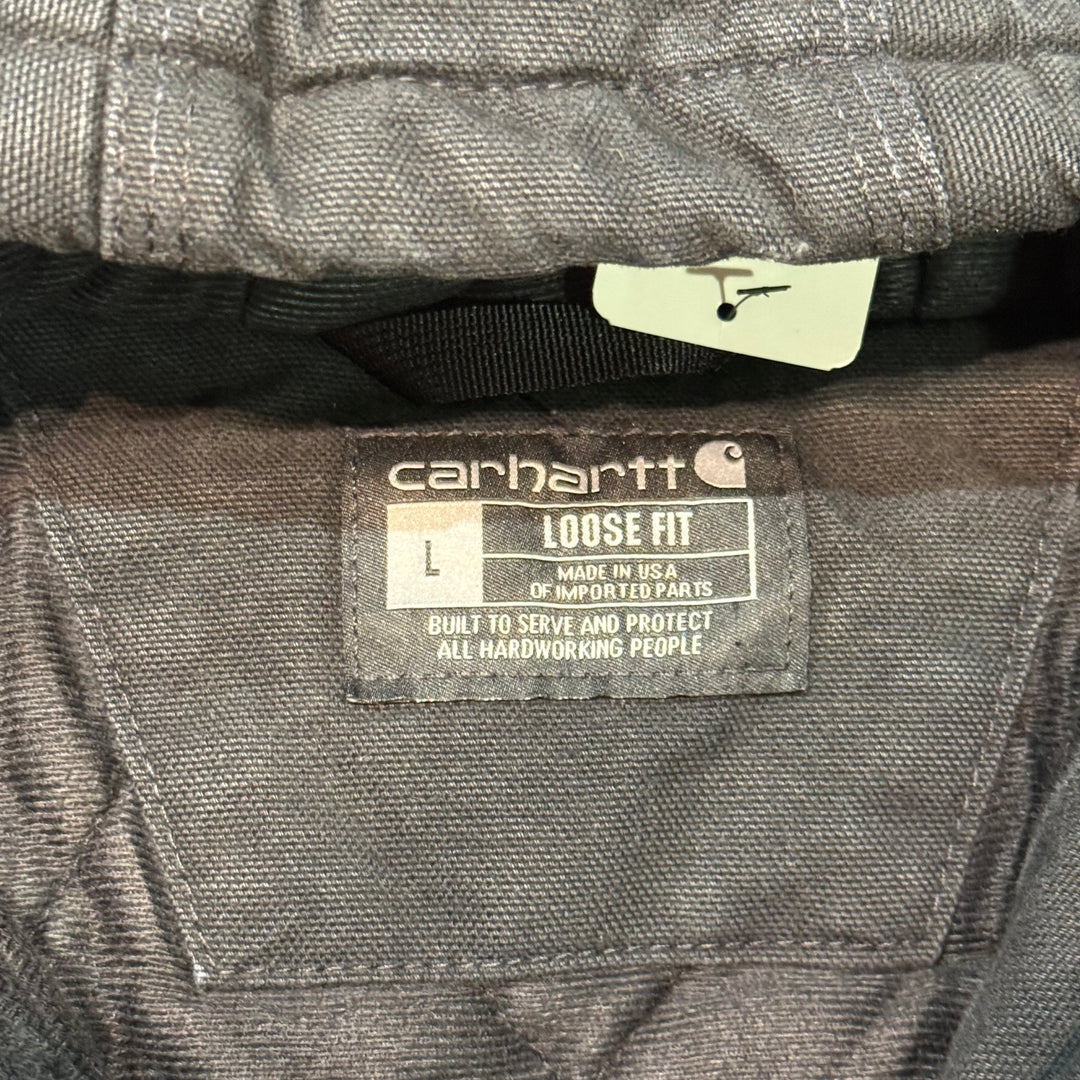 carhartt
L
LOOSE FIT
MADE IN USA
OF IMPORTED PARTS
BUILT TO SERVE AND PROTECT
ALL HARDWORKING PEOPLE